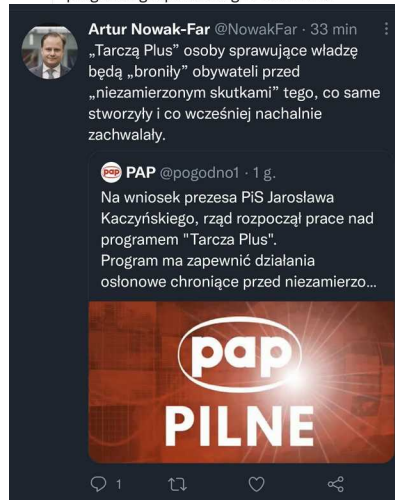 Artur Nowak-Far @NowakFar · 33 min
„Tarczą Plus” osoby sprawujące władzę
będą „broniły” obywateli przed
„niezamierzonym skutkami” tego, co same
stworzyły i co wcześniej nachalnie
zachwalały.
pap PAP @pogodno1 · 1 g.
Na wniosek prezesa PiS Jarosława
Kaczyńskiego, rząd rozpoczął prace nad
programem "Tarcza Plus".
Program ma zapewnić działania
osłonowe chroniące przed niezamierzo...
pap
PILNE
1